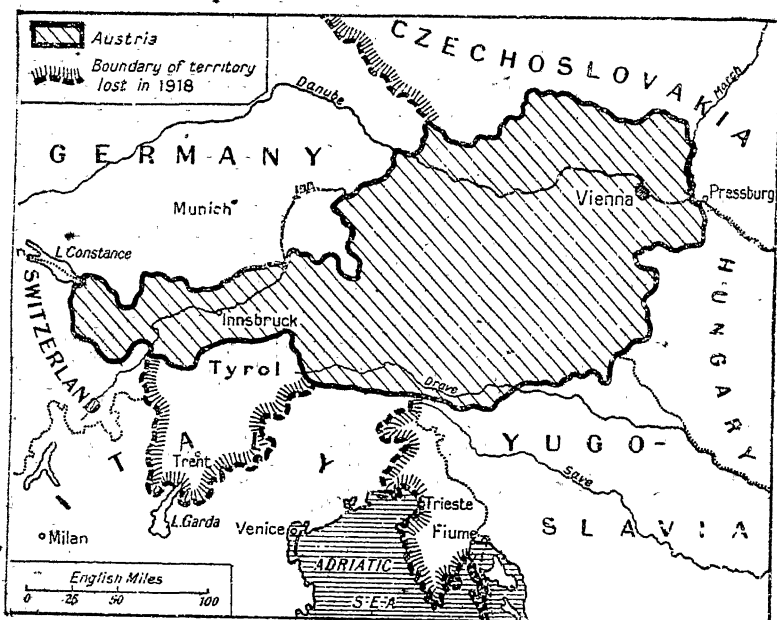 Austria
Boundary of territory
lost in 1918
CZECHOSLOVAKIA
March
Danube
GERMANY
Munich
Vienna
Pressburg
L. Constance
SWITZERLAND
Innsbruck
HUNGARY
Tyrol
Drave
ITALY
YUGO-
SLAVIA
Trent
Save
L. Garda
Trieste
Venice
Fiume
Milan
ADRIATIC
SEA
English Miles
0 25 50 100